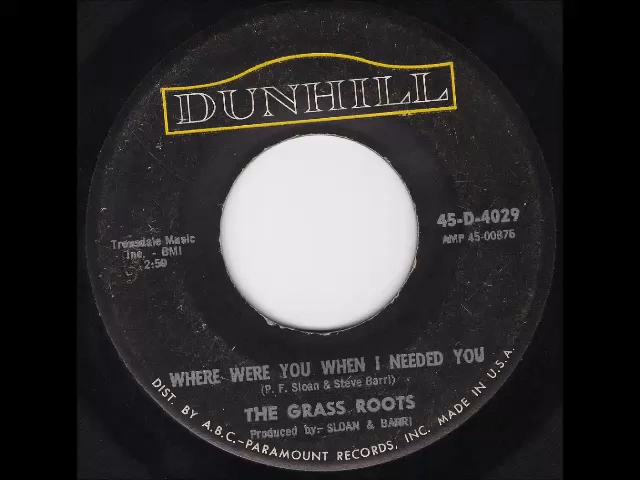 DUNHILL
45-D-4029
AMP 45-00876
Trousdale Music
Inc. - BMI
2:59
WHERE WERE YOU WHEN I NEEDED YOU
(P. F. Sloan & Steve Barri)
THE GRASS ROOTS
Produced by: SLOAN & BARRI
DIST. BY A.B.C.-PARAMOUNT RECORDS, INC. MADE IN U.S.A.